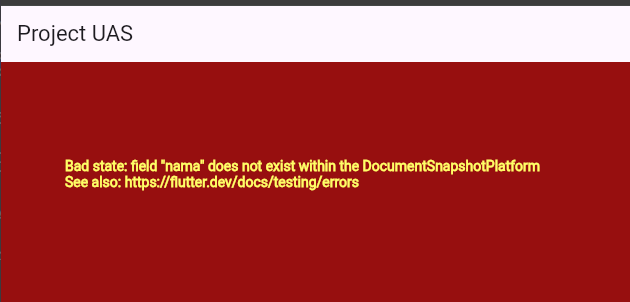 Project UAS
Bad state: field "nama" does not exist within the DocumentSnapshotPlatform
See also: https://flutter.dev/docs/testing/errors